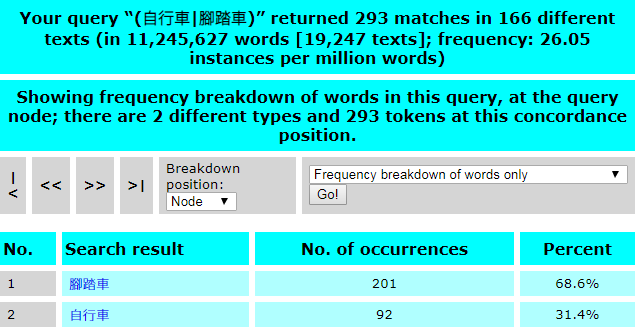 Your query “(自行車|腳踏車)” returned 293 matches in 166 different
texts (in 11,245,627 words [19,247 texts]; frequency: 26.05
instances per million words)
Showing frequency breakdown of words in this query, at the query
node; there are 2 different types and 293 tokens at this concordance
position.
|<
<<
>>
>|
Breakdown
position:
Node ▼
Frequency breakdown of words only ▼
Go!
No. Search result No. of occurrences Percent
1 腳踏車 201 68.6%
2 自行車 92 31.4%